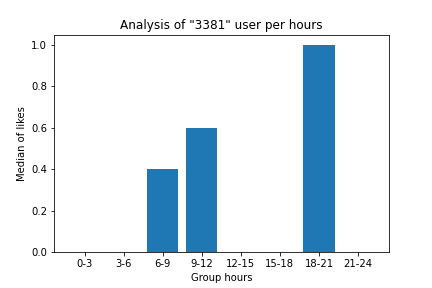 Analysis of "3381" user per hours
Median of likes
1.0
0.8
0.6
0.4
0.2
0.0
0-3 3-6 6-9 9-12 12-15 15-18 18-21 21-24
Group hours